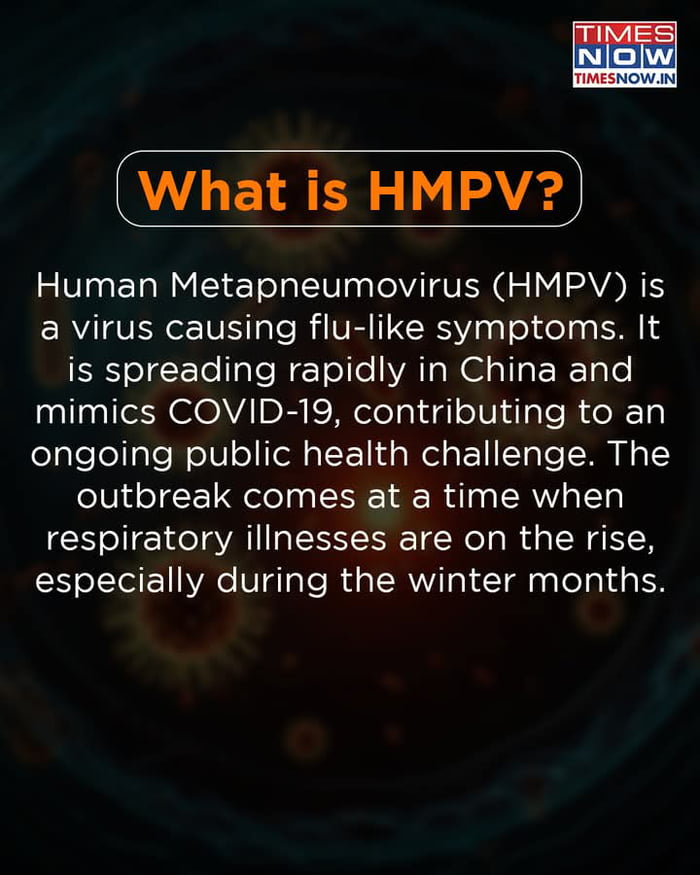 TIMES
NOW
TIMESNOW.IN
What is HMPV?
Human Metapneumovirus (HMPV) is
a virus causing flu-like symptoms. It
is spreading rapidly in China and
mimics COVID-19, contributing to an
ongoing public health challenge. The
outbreak comes at a time when
respiratory illnesses are on the rise,
especially during the winter months.